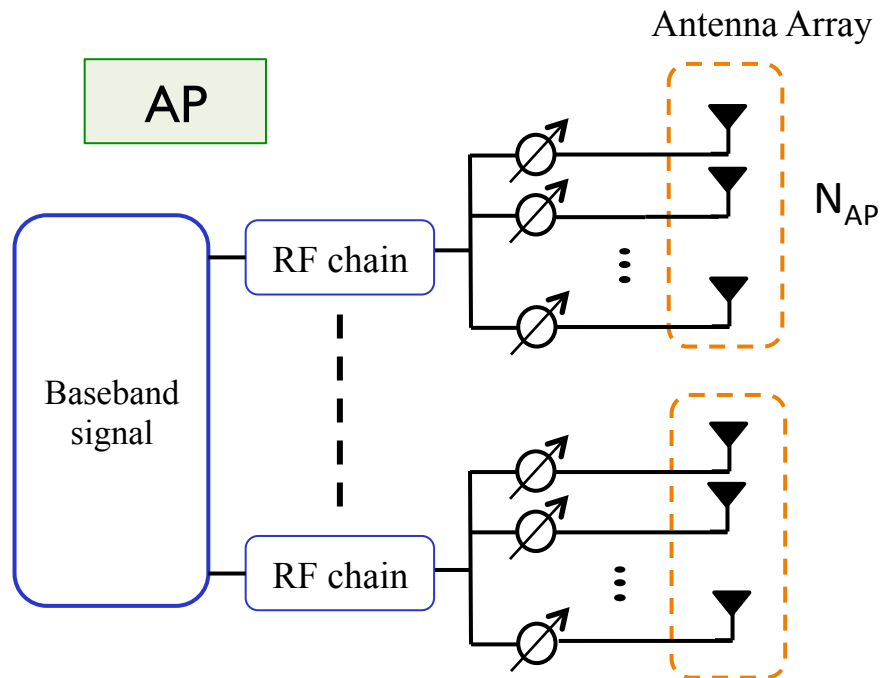 Antenna Array
AP
N_AP
RF chain
Baseband
signal
RF chain